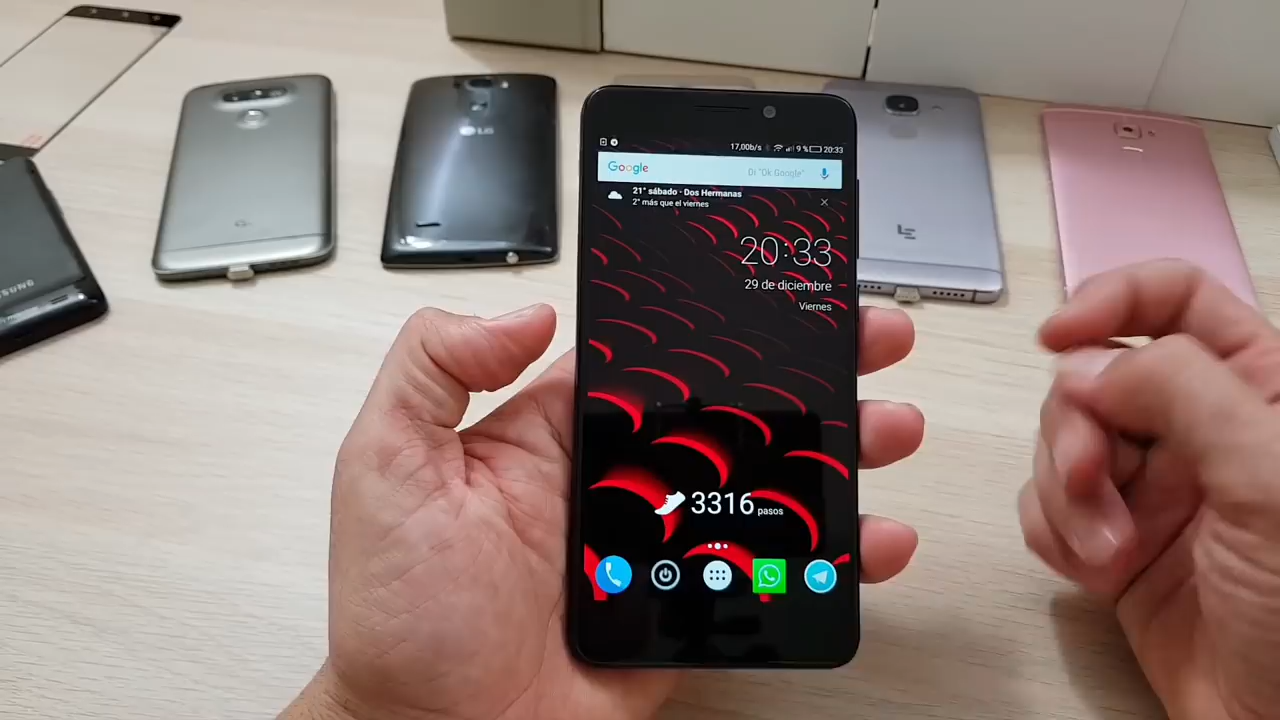 17,00b/s 9 % 20:33
Google
Di "Ok Google"
21° sábado · Dos Hermanas
2° más que el viernes
20:33
29 de diciembre
Viernes
3316 pasos
LG